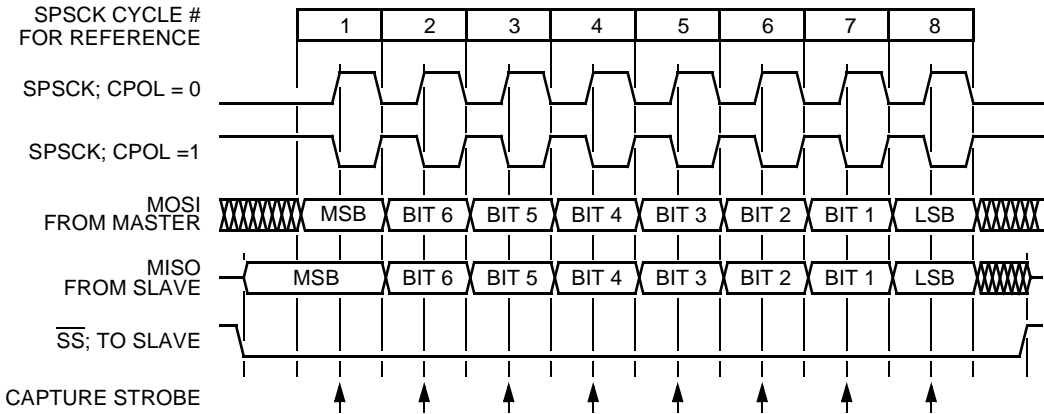 SPSCK CYCLE #
FOR REFERENCE
1 2 3 4 5 6 7 8
SPSCK; CPOL = 0
SPSCK; CPOL =1
MOSI
FROM MASTER
MSB BIT 6 BIT 5 BIT 4 BIT 3 BIT 2 BIT 1 LSB
MISO
FROM SLAVE
MSB BIT 6 BIT 5 BIT 4 BIT 3 BIT 2 BIT 1 LSB
S̅S̅; TO SLAVE
CAPTURE STROBE